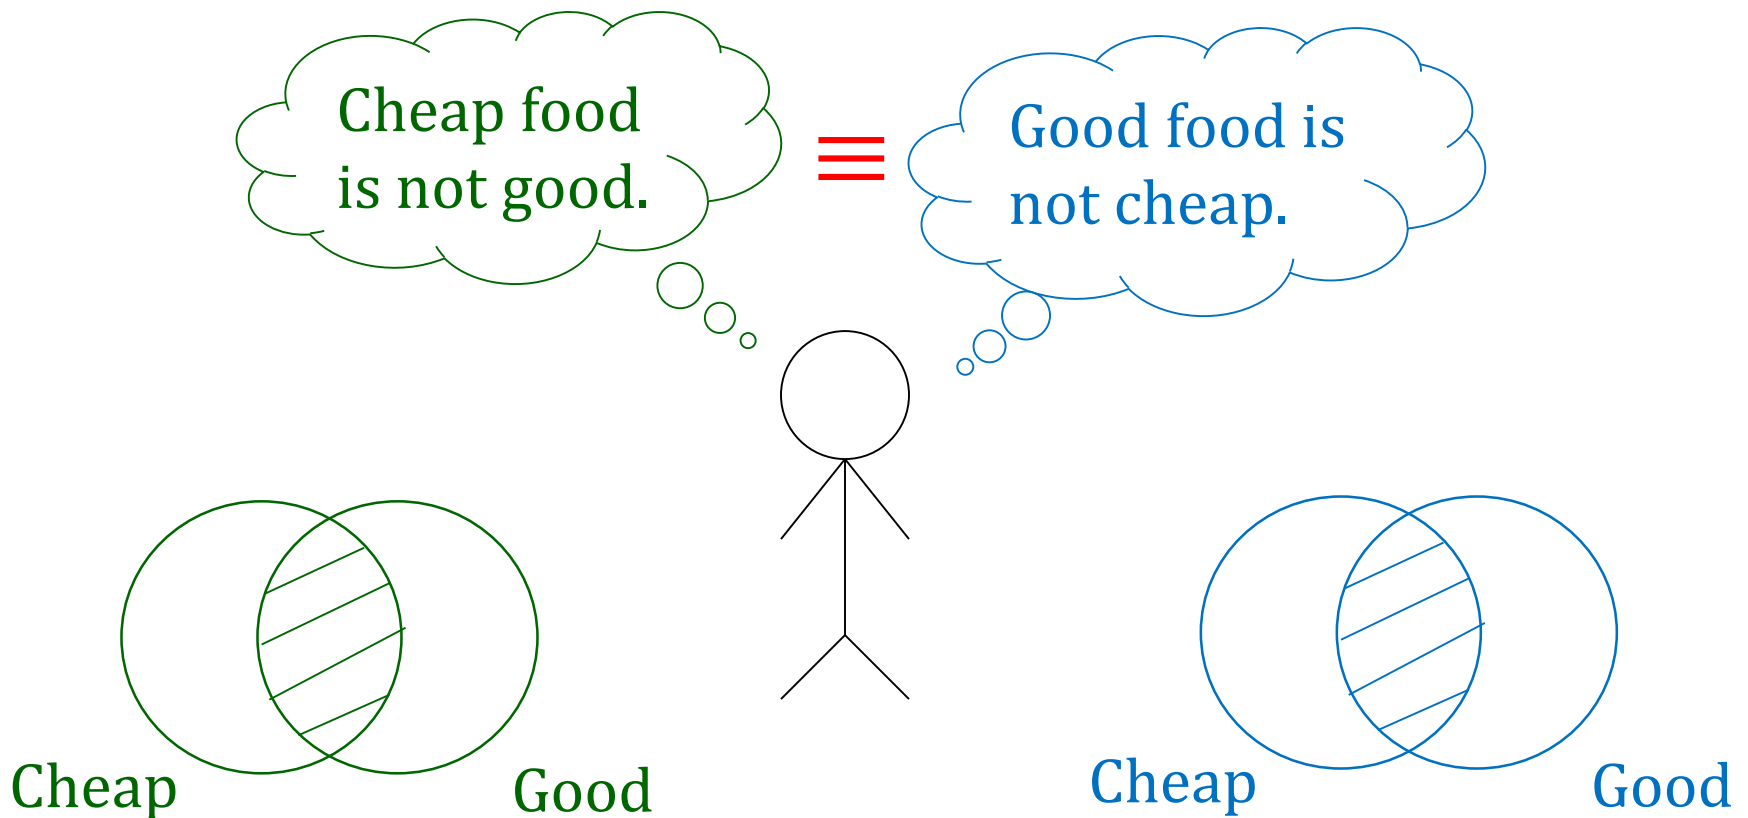 Cheap food
is not good.
≡
Good food is
not cheap.
Cheap
Good
Cheap
Good